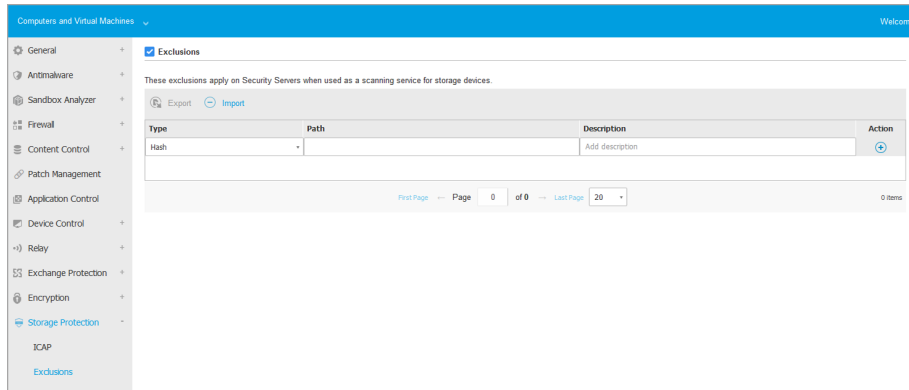 Computers and Virtual Machines
Welcom
General +
Antimalware +
Sandbox Analyzer +
Firewall +
Content Control +
Patch Management
Application Control
Device Control +
Relay +
Exchange Protection +
Encryption +
Storage Protection -
ICAP
Exclusions
Exclusions
These exclusions apply on Security Servers when used as a scanning service for storage devices.
Export Import
Type Path Description Action
Hash Add description
First Page ← Page 0 of 0 → Last Page 20 0 items